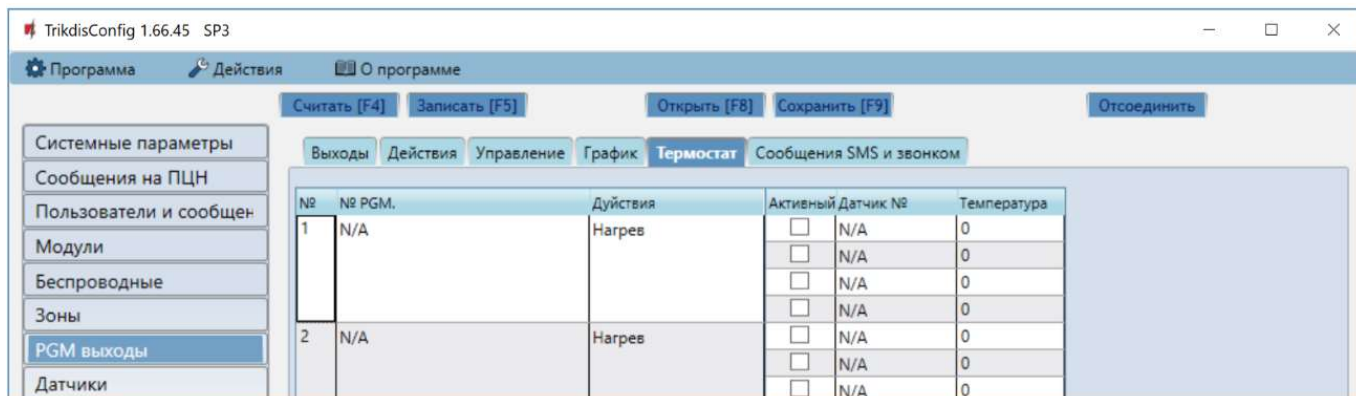 TrikdisConfig 1.66.45 SP3
Программа Действия О программе
Считать [F4] Записать [F5] Открыть [F8] Сохранить [F9] Отсоединить
Системные параметры
Сообщения на ПЦН
Пользователи и сообщен
Модули
Беспроводные
Зоны
PGM выходы
Датчики
Выходы Действия Управление График Термостат Сообщения SMS и звонком
№ № PGM. Дуйствия Активный Датчик № Температура
1 N/A Нагрев N/A 0
N/A 0
N/A 0
N/A 0
2 N/A Нагрев N/A 0
N/A 0
N/A 0